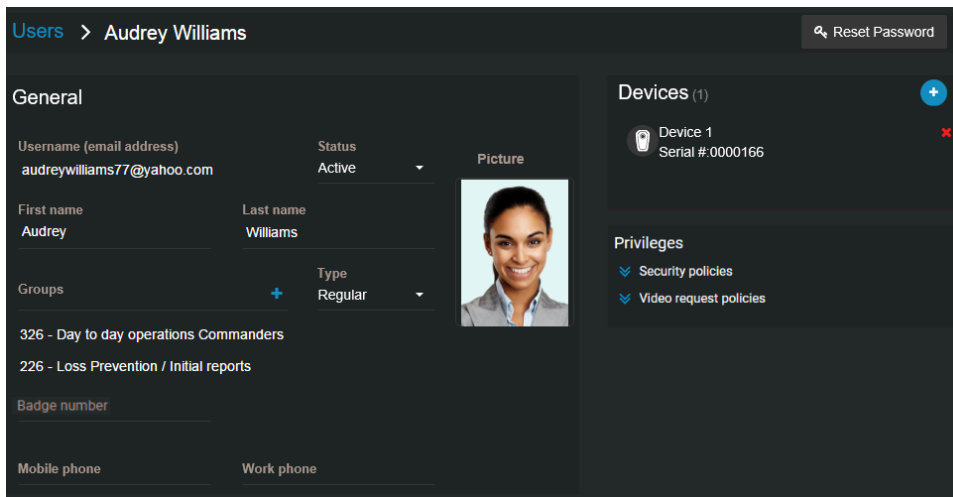 Users > Audrey Williams
Reset Password
General
Username (email address)
audreywilliams77@yahoo.com
Status
Active
Picture
First name
Audrey
Last name
Williams
Groups +
Type
Regular
326 - Day to day operations Commanders
226 - Loss Prevention / Initial reports
Badge number
Mobile phone
Work phone
Devices (1)
Device 1
Serial #:0000166
Privileges
Security policies
Video request policies